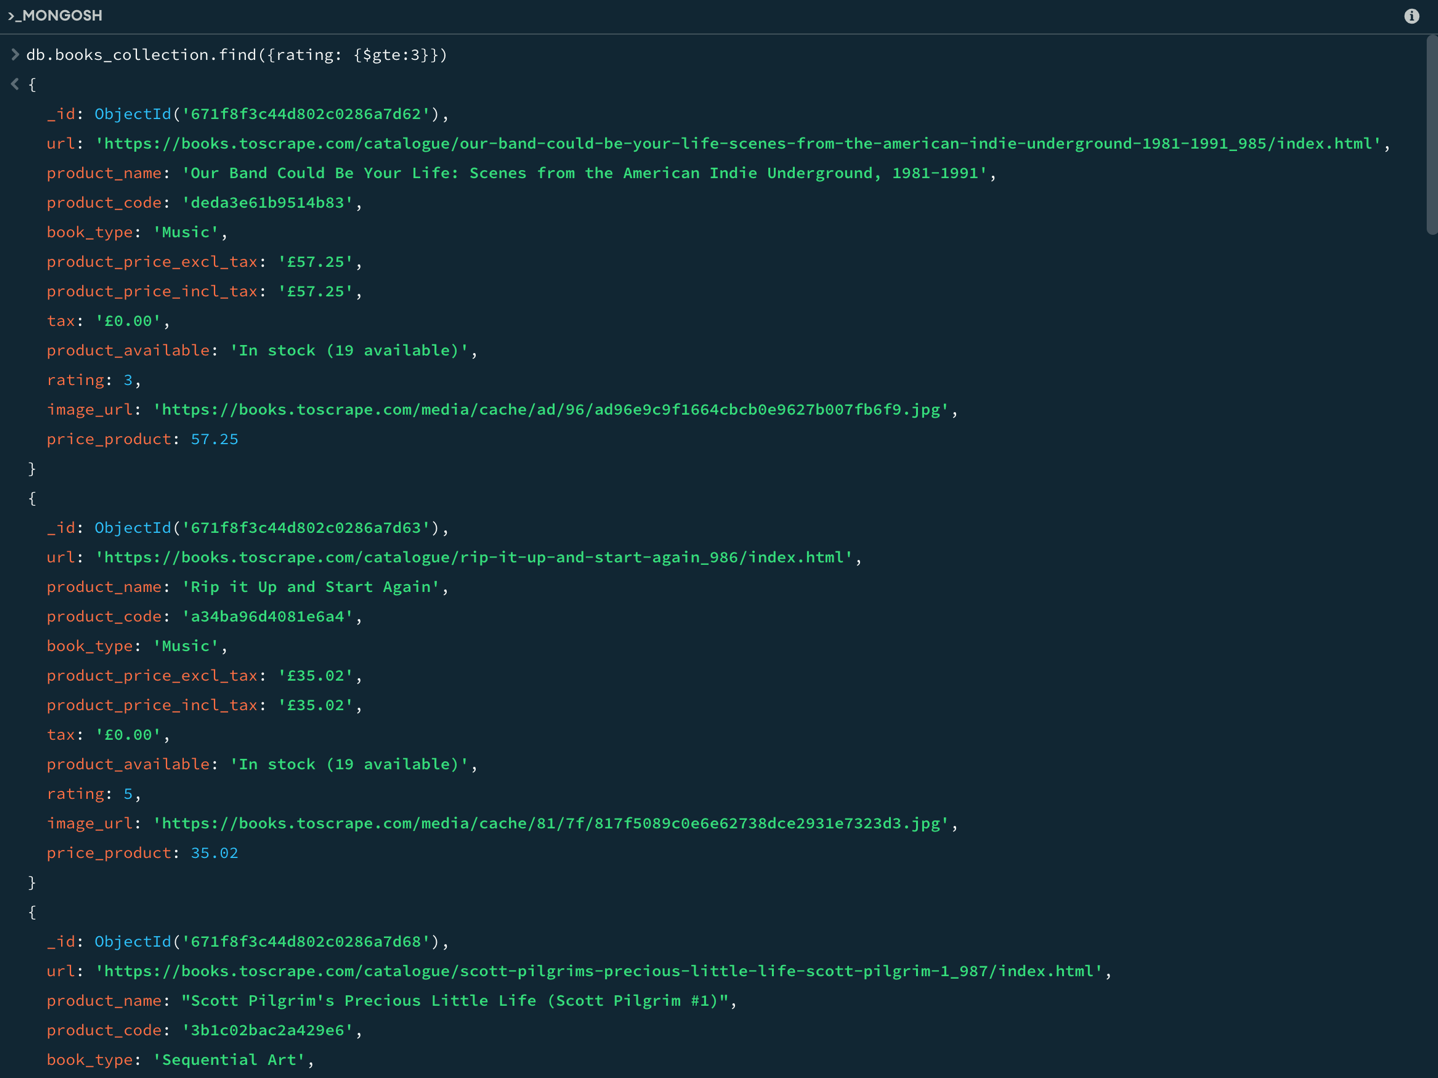 >_MONGOSH
> db.books_collection.find({rating: {$gte:3}})
< {
_id: ObjectId('671f8f3c44d802c0286a7d62'),
url: 'https://books.toscrape.com/catalogue/our-band-could-be-your-life-scenes-from-the-american-indie-underground-1981-1991_985/index.html',
product_name: 'Our Band Could Be Your Life: Scenes from the American Indie Underground, 1981-1991',
product_code: 'deda3e61b9514b83',
book_type: 'Music',
product_price_excl_tax: '£57.25',
product_price_incl_tax: '£57.25',
tax: '£0.00',
product_available: 'In stock (19 available)',
rating: 3,
image_url: 'https://books.toscrape.com/media/cache/ad/96/ad96e9c9f1664cbcb0e9627b007fb6f9.jpg',
price_product: 57.25
}
{
_id: ObjectId('671f8f3c44d802c0286a7d63'),
url: 'https://books.toscrape.com/catalogue/rip-it-up-and-start-again_986/index.html',
product_name: 'Rip it Up and Start Again',
product_code: 'a34ba96d4081e6a4',
book_type: 'Music',
product_price_excl_tax: '£35.02',
product_price_incl_tax: '£35.02',
tax: '£0.00',
product_available: 'In stock (19 available)',
rating: 5,
image_url: 'https://books.toscrape.com/media/cache/81/7f/817f5089c0e6e62738dce2931e7323d3.jpg',
price_product: 35.02
}
{
_id: ObjectId('671f8f3c44d802c0286a7d68'),
url: 'https://books.toscrape.com/catalogue/scott-pilgrims-precious-little-life-scott-pilgrim-1_987/index.html',
product_name: "Scott Pilgrim's Precious Little Life (Scott Pilgrim #1)",
product_code: '3b1c02bac2a429e6',
book_type: 'Sequential Art',